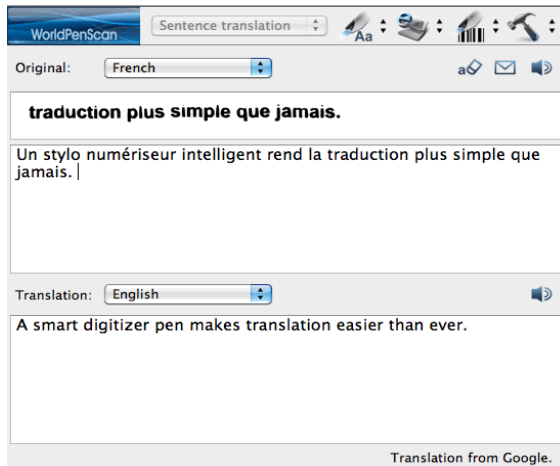 WorldPenScan
Sentence translation
Aa
Original:
French
a
traduction plus simple que jamais.
Un stylo numériseur intelligent rend la traduction plus simple que
jamais.
Translation:
English
A smart digitizer pen makes translation easier than ever.
Translation from Google.